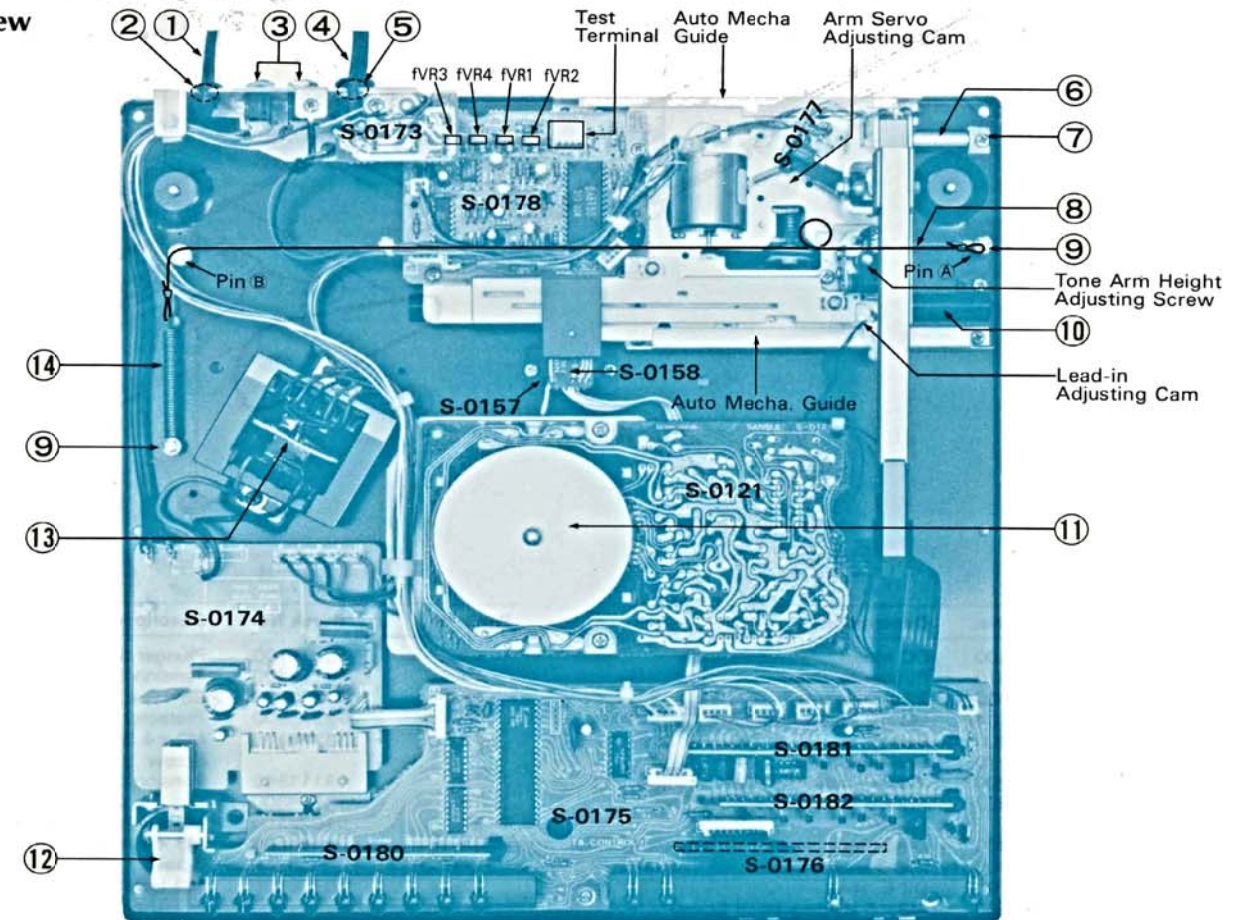 ew
② ① ③ ④ ⑤
Test
Terminal
Auto Mecha
Guide
Arm Servo
Adjusting Cam
fVR3 fVR4 fVR1 fVR2
⑥
⑦
S-0173
S-0177
S-0178
⑧
⑨
Pin Ⓑ
Pin Ⓐ
Tone Arm Height
Adjusting Screw
⑩
⑭
S-0158
S-0157
Auto Mecha. Guide
Lead-in
Adjusting Cam
⑨
SANSUI
S-0121
⑪
⑬
S-0174
S-0181
S-0182
S-0175
S-0180
S-0176
⑫